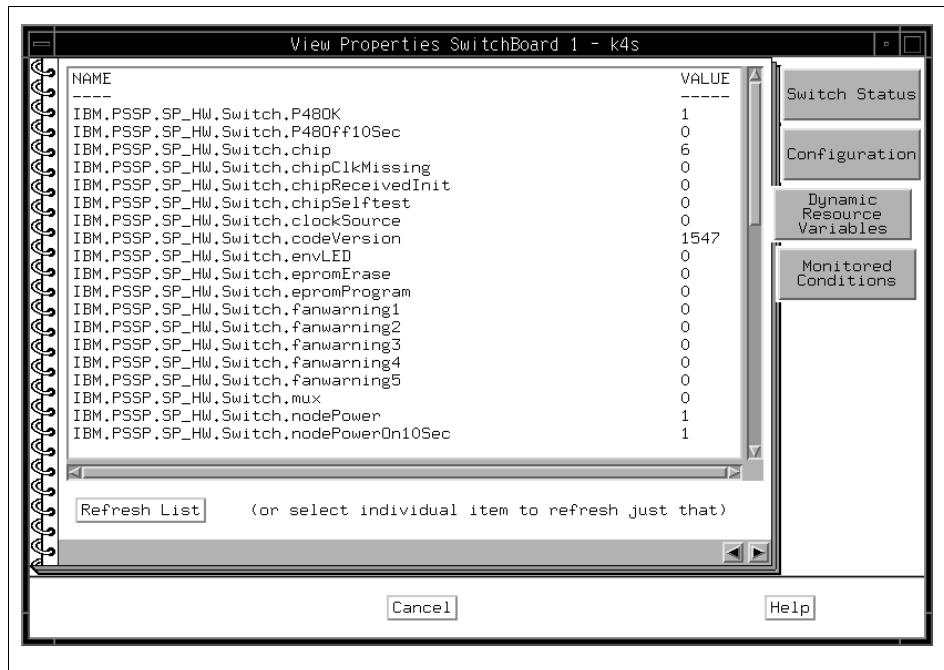 View Properties SwitchBoard 1 - k4s
NAME VALUE
---- -----
IBM.PSSP.SP_HW.Switch.P48OK 1
IBM.PSSP.SP_HW.Switch.P48Off10Sec 0
IBM.PSSP.SP_HW.Switch.chip 6
IBM.PSSP.SP_HW.Switch.chipClkMissing 0
IBM.PSSP.SP_HW.Switch.chipReceivedInit 0
IBM.PSSP.SP_HW.Switch.chipSelftest 0
IBM.PSSP.SP_HW.Switch.clockSource 0
IBM.PSSP.SP_HW.Switch.codeVersion 1547
IBM.PSSP.SP_HW.Switch.envLED 0
IBM.PSSP.SP_HW.Switch.epromErase 0
IBM.PSSP.SP_HW.Switch.epromProgram 0
IBM.PSSP.SP_HW.Switch.fanwarning1 0
IBM.PSSP.SP_HW.Switch.fanwarning2 0
IBM.PSSP.SP_HW.Switch.fanwarning3 0
IBM.PSSP.SP_HW.Switch.fanwarning4 0
IBM.PSSP.SP_HW.Switch.fanwarning5 0
IBM.PSSP.SP_HW.Switch.mux 0
IBM.PSSP.SP_HW.Switch.nodePower 1
IBM.PSSP.SP_HW.Switch.nodePowerOn10Sec 1
Refresh List (or select individual item to refresh just that)
Switch Status
Configuration
Dynamic
Resource
Variables
Monitored
Conditions
Cancel Help